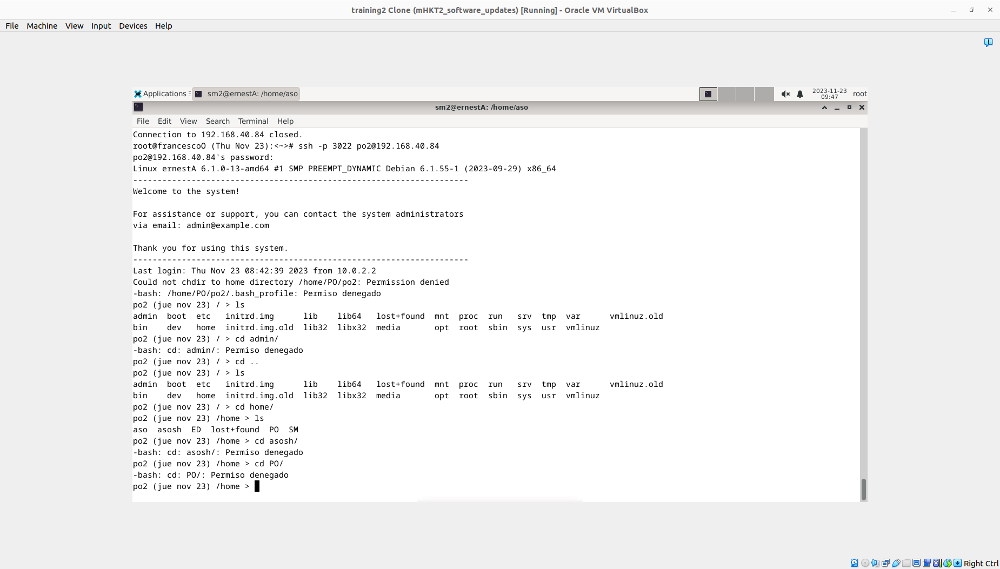 training2 Clone (mHKT2_software_updates) [Running] - Oracle VM VirtualBox
File Machine View Input Devices Help
Applications sm2@ernestA: /home/aso 2023-11-23 09:47 root
sm2@ernestA: /home/aso
File Edit View Search Terminal Help
Connection to 192.168.40.84 closed.
root@francescoO (Thu Nov 23):<~># ssh -p 3022 po2@192.168.40.84
po2@192.168.40.84's password:
Linux ernestA 6.1.0-13-amd64 #1 SMP PREEMPT_DYNAMIC Debian 6.1.55-1 (2023-09-29) x86_64
---------------------------------------------------------------------
Welcome to the system!
For assistance or support, you can contact the system administrators
via email: admin@example.com
Thank you for using this system.
---------------------------------------------------------------------
Last login: Thu Nov 23 08:42:39 2023 from 10.0.2.2
Could not chdir to home directory /home/PO/po2: Permission denied
-bash: /home/PO/po2/.bash_profile: Permiso denegado
po2 (jue nov 23) / > ls
admin boot etc initrd.img lib lib64 lost+found mnt proc run srv tmp var vmlinuz.old
bin dev home initrd.img.old lib32 libx32 media opt root sbin sys usr vmlinuz
po2 (jue nov 23) / > cd admin/
-bash: cd: admin/: Permiso denegado
po2 (jue nov 23) / > cd ..
po2 (jue nov 23) / > ls
admin boot etc initrd.img lib lib64 lost+found mnt proc run srv tmp var vmlinuz.old
bin dev home initrd.img.old lib32 libx32 media opt root sbin sys usr vmlinuz
po2 (jue nov 23) / > cd home/
po2 (jue nov 23) /home > ls
aso asosh ED lost+found PO SM
po2 (jue nov 23) /home > cd asosh/
-bash: cd: asosh/: Permiso denegado
po2 (jue nov 23) /home > cd PO/
-bash: cd: PO/: Permiso denegado
po2 (jue nov 23) /home >
Right Ctrl